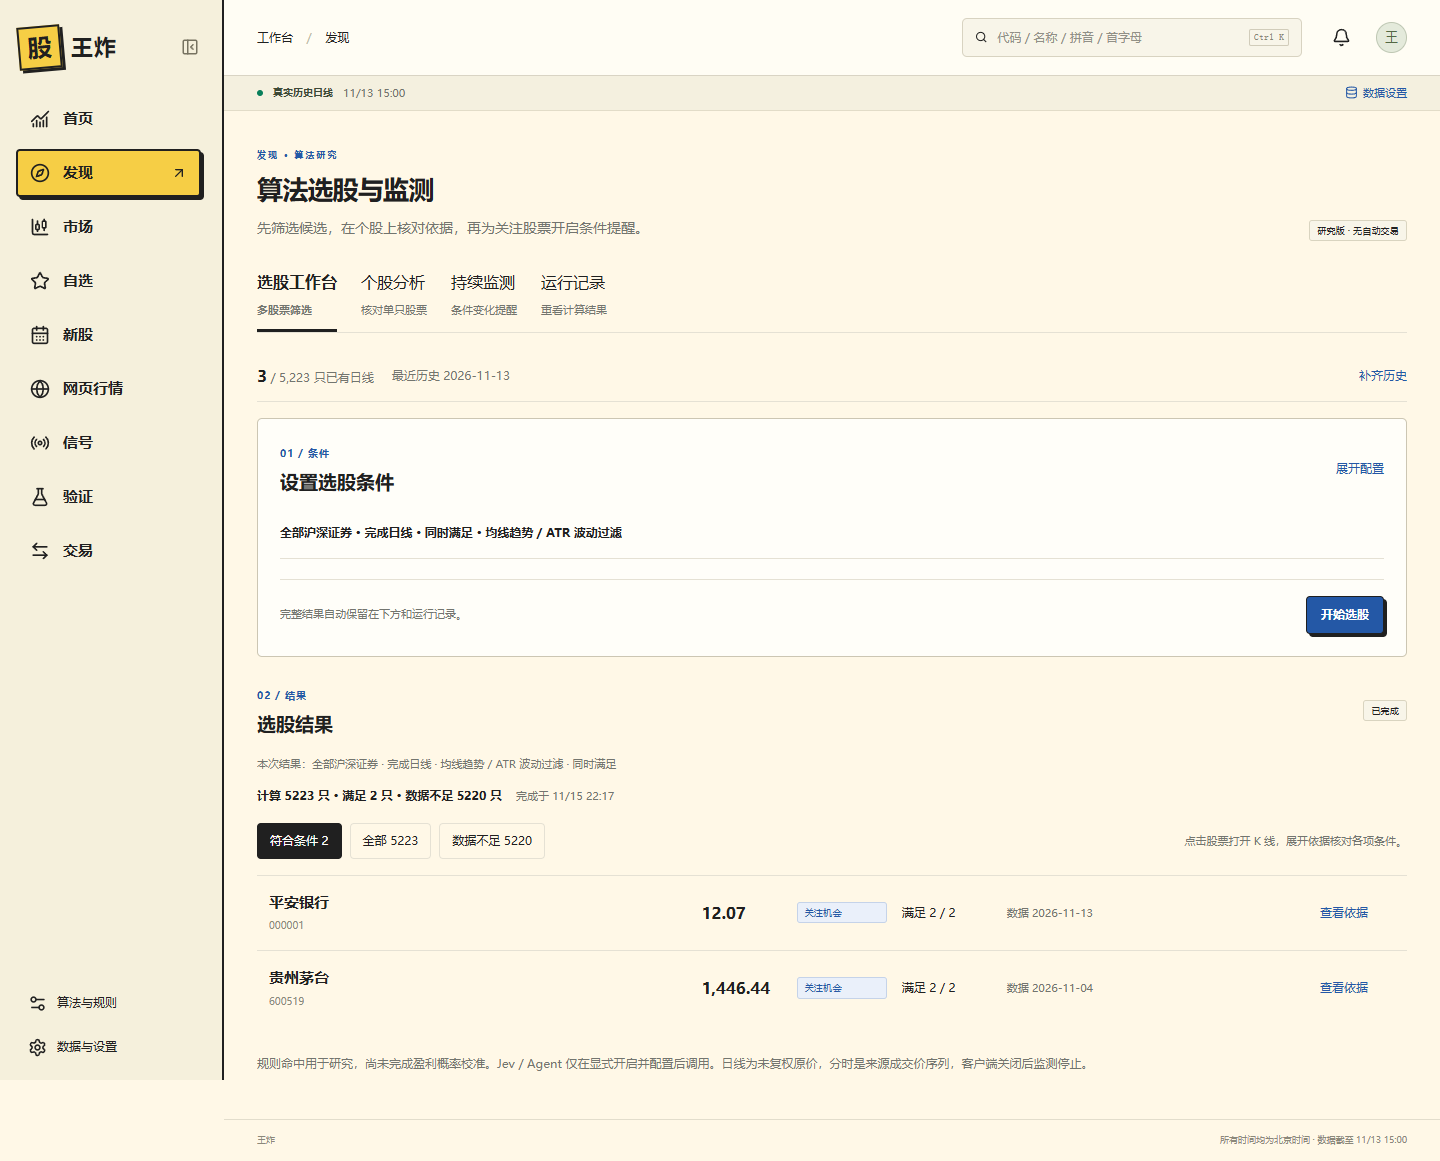 股 王炸
工作台 / 发现
代码 / 名称 / 拼音 / 首字母 Ctrl K
王
真实历史日线 11/13 15:00
数据设置
首页
发现
市场
自选
新股
网页行情
信号
验证
交易
算法与规则
数据与设置
发现 • 算法研究
算法选股与监测
先筛选候选，在个股上核对依据，再为关注股票开启条件提醒。
研究版 · 无自动交易
选股工作台 个股分析 持续监测 运行记录
多股票筛选 核对单只股票 条件变化提醒 重看计算结果
3 / 5,223 只已有日线 最近历史 2026-11-13
补齐历史
01 / 条件
设置选股条件
展开配置
全部沪深证券 • 完成日线 • 同时满足 • 均线趋势 / ATR 波动过滤
完整结果自动保留在下方和运行记录。
开始选股
02 / 结果
选股结果
已完成
本次结果：全部沪深证券 · 完成日线 · 均线趋势 / ATR 波动过滤 · 同时满足
计算 5223 只 • 满足 2 只 • 数据不足 5220 只 完成于 11/15 22:17
符合条件 2 全部 5223 数据不足 5220
点击股票打开 K 线，展开依据核对各项条件。
平安银行
000001
12.07 关注机会 满足 2 / 2 数据 2026-11-13 查看依据
贵州茅台
600519
1,446.44 关注机会 满足 2 / 2 数据 2026-11-04 查看依据
规则命中用于研究，尚未完成盈利概率校准。Jev / Agent 仅在显式开启并配置后调用。日线为未复权原价，分时是来源成交价序列，客户端关闭后监测停止。
王炸
所有时间均为北京时间 · 数据截至 11/13 15:00